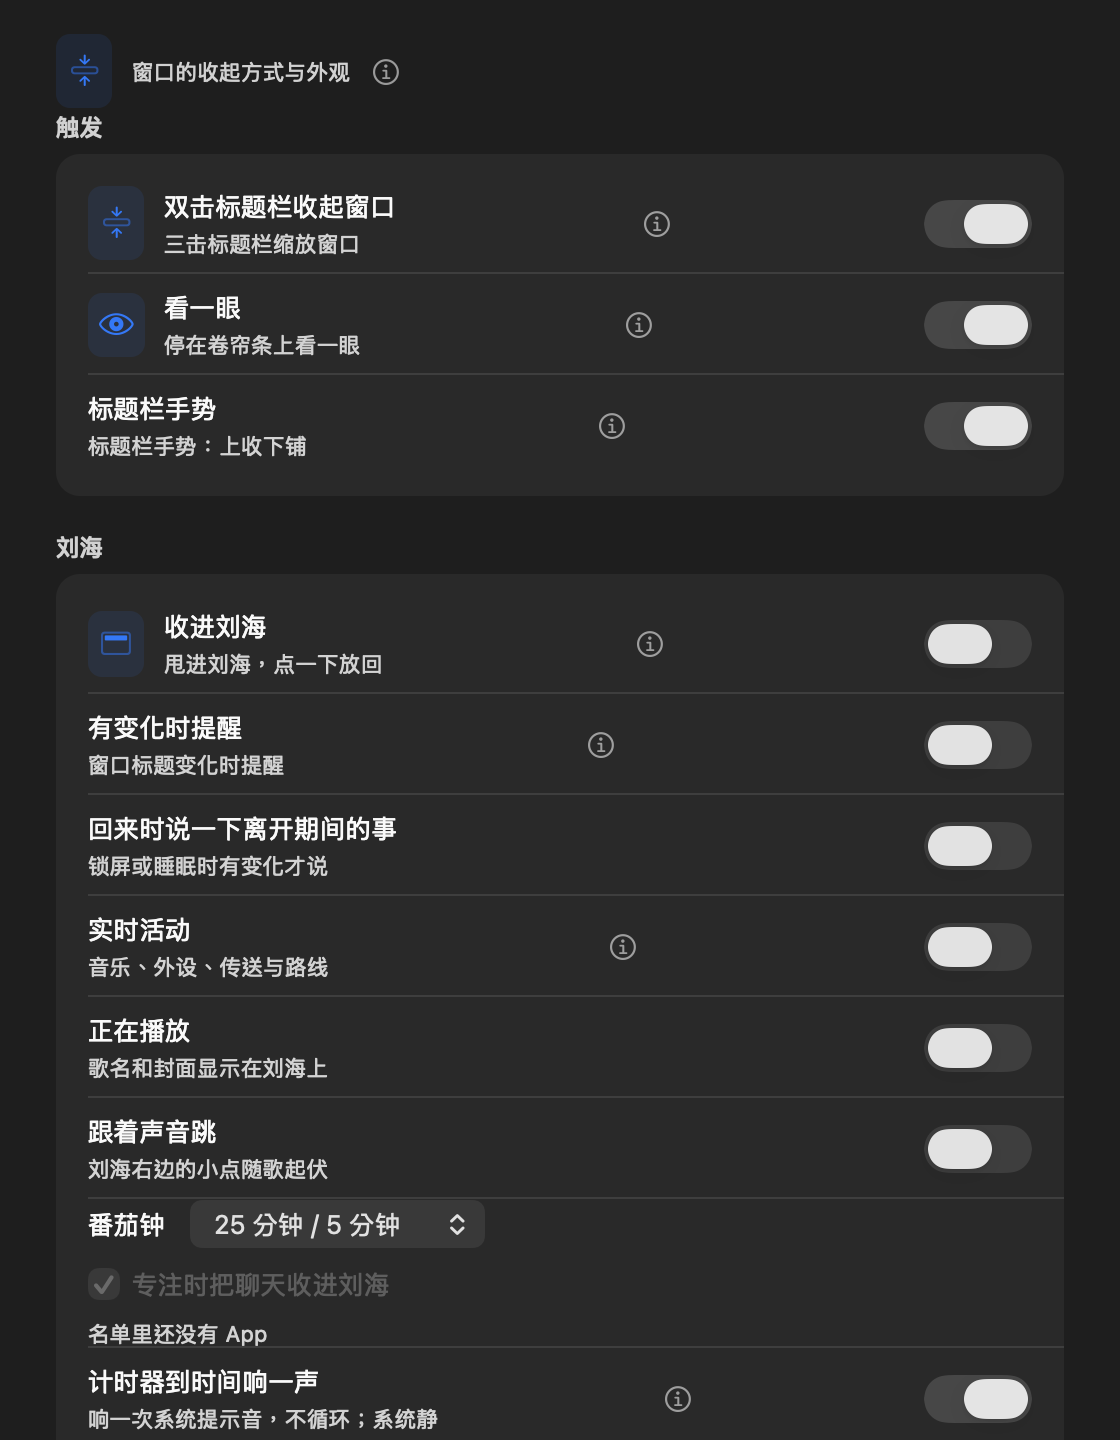 窗口的收起方式与外观
触发
双击标题栏收起窗口
三击标题栏缩放窗口
看一眼
停在卷帘条上看一眼
标题栏手势
标题栏手势：上收下铺
刘海
收进刘海
甩进刘海，点一下放回
有变化时提醒
窗口标题变化时提醒
回来时说一下离开期间的事
锁屏或睡眠时有变化才说
实时活动
音乐、外设、传送与路线
正在播放
歌名和封面显示在刘海上
跟着声音跳
刘海右边的小点随歌起伏
番茄钟 25 分钟 / 5 分钟
专注时把聊天收进刘海
名单里还没有 App
计时器到时间响一声
响一次系统提示音，不循环；系统静